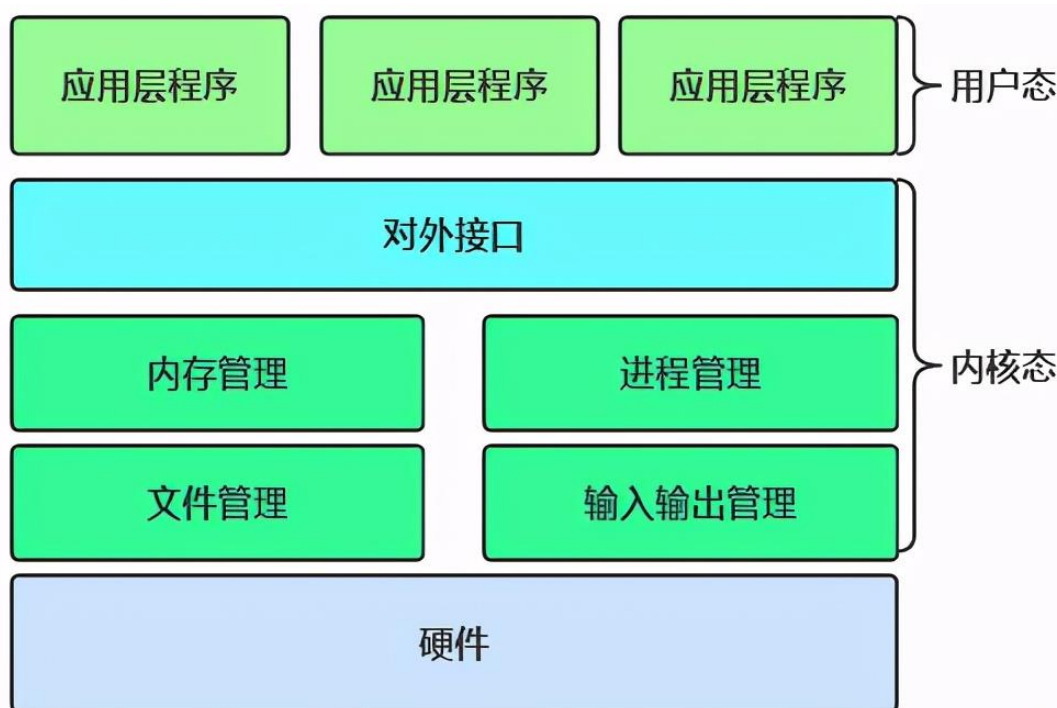 应用层程序 应用层程序 应用层程序 用户态
对外接口
内存管理 进程管理 内核态
文件管理 输入输出管理
硬件